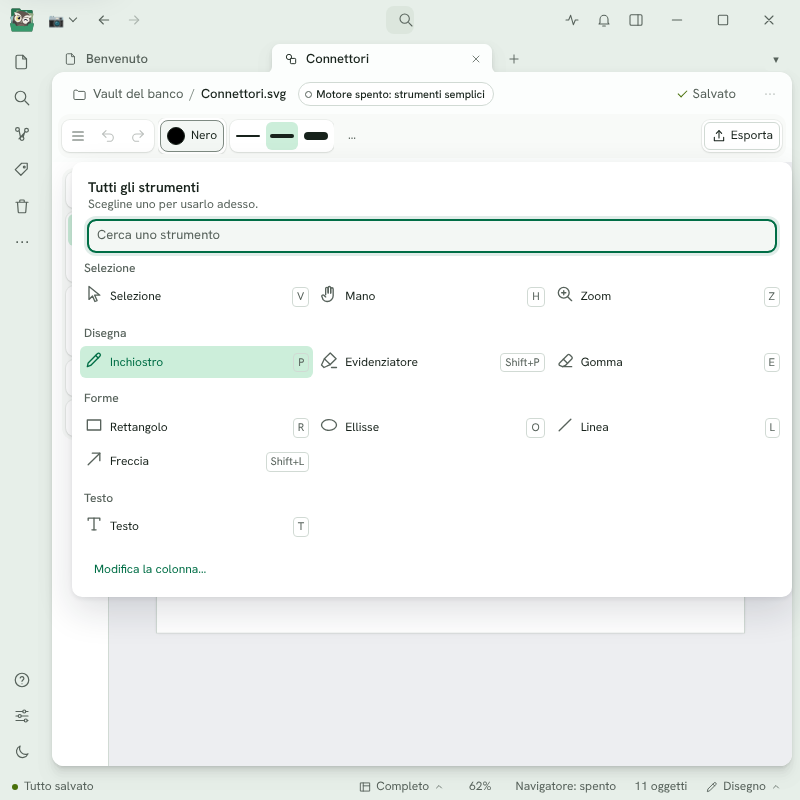 Benvenuto
Connettori
Vault del banco / Connettori.svg
Motore spento: strumenti semplici
Salvato
Nero
Esporta
Tutti gli strumenti
Scegline uno per usarlo adesso.
Cerca uno strumento
Selezione
Selezione V
Mano H
Zoom Z
Disegna
Inchiostro P
Evidenziatore Shift+P
Gomma E
Forme
Rettangolo R
Ellisse O
Linea L
Freccia Shift+L
Testo
Testo T
Modifica la colonna...
Tutto salvato
Completo
62%
Navigatore: spento
11 oggetti
Disegno